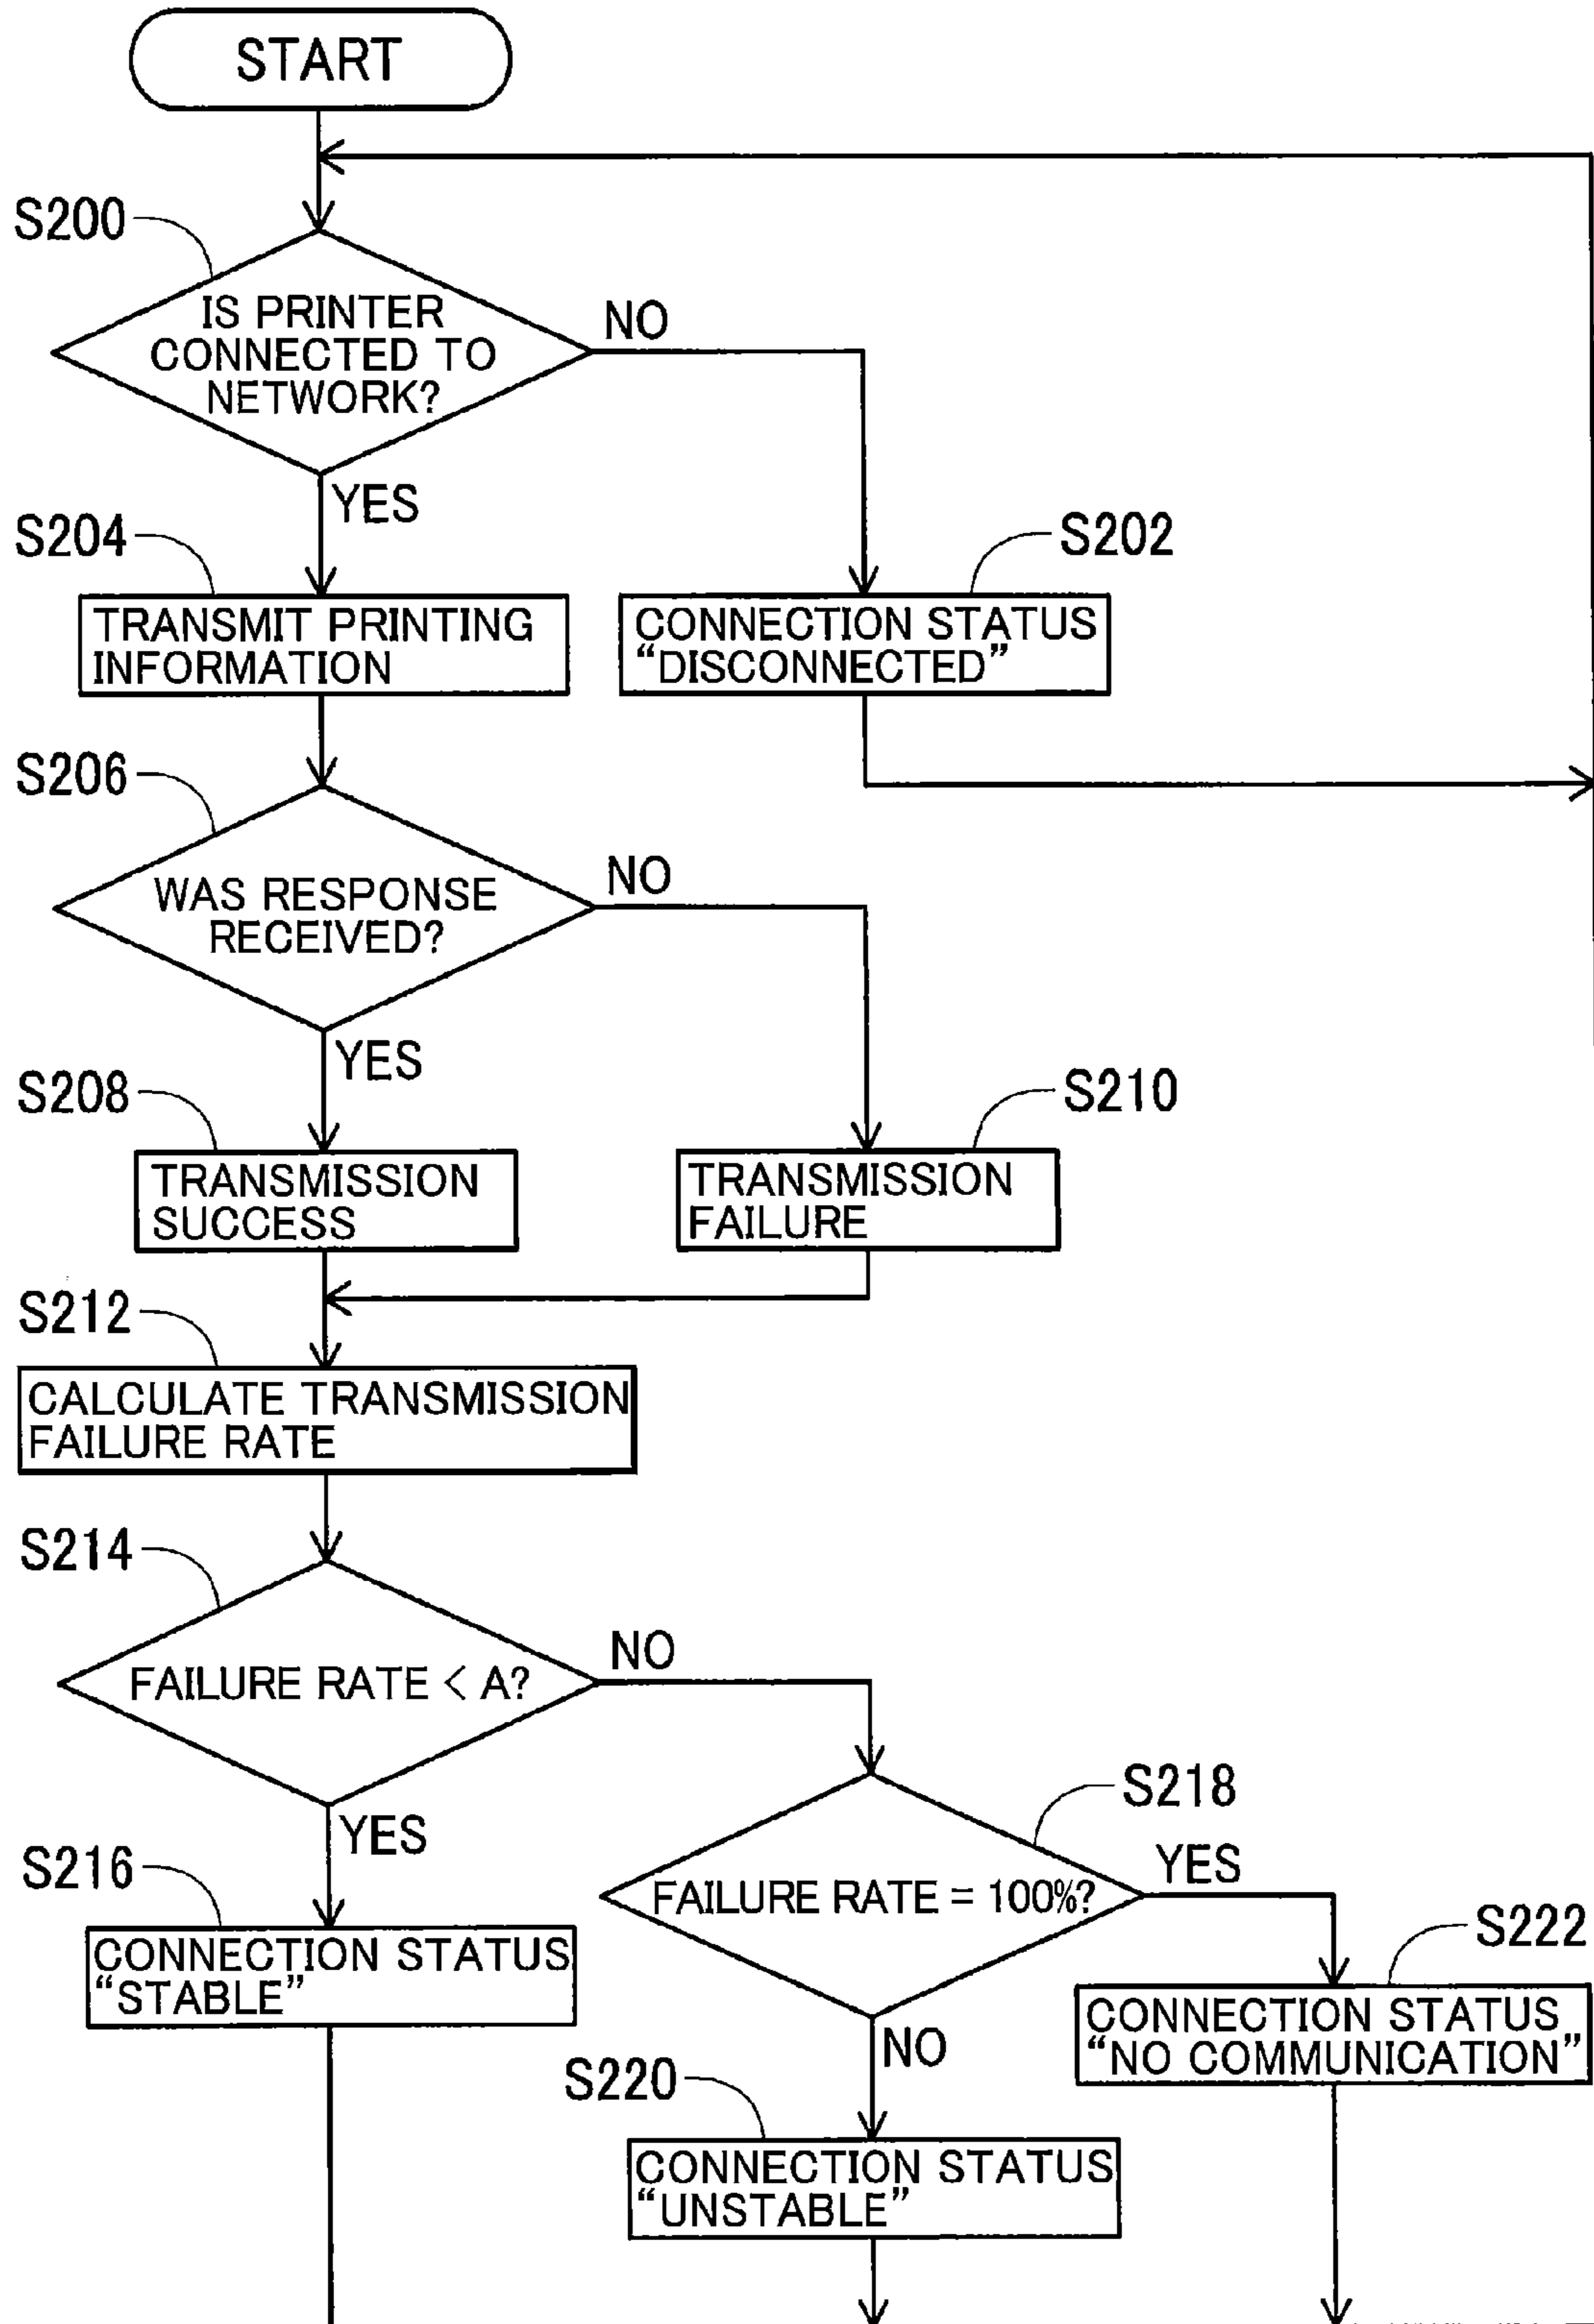 START
S200
IS PRINTER
CONNECTED TO
NETWORK?
NO
YES
S204
TRANSMIT PRINTING
INFORMATION
S202
CONNECTION STATUS
“DISCONNECTED”
S206
WAS RESPONSE
RECEIVED?
NO
YES
S208
TRANSMISSION
SUCCESS
S210
TRANSMISSION
FAILURE
S212
CALCULATE TRANSMISSION
FAILURE RATE
S214
FAILURE RATE < A?
NO
YES
S216
CONNECTION STATUS
“STABLE”
S218
FAILURE RATE = 100%?
YES
NO
S222
CONNECTION STATUS
“NO COMMUNICATION”
S220
CONNECTION STATUS
“UNSTABLE”